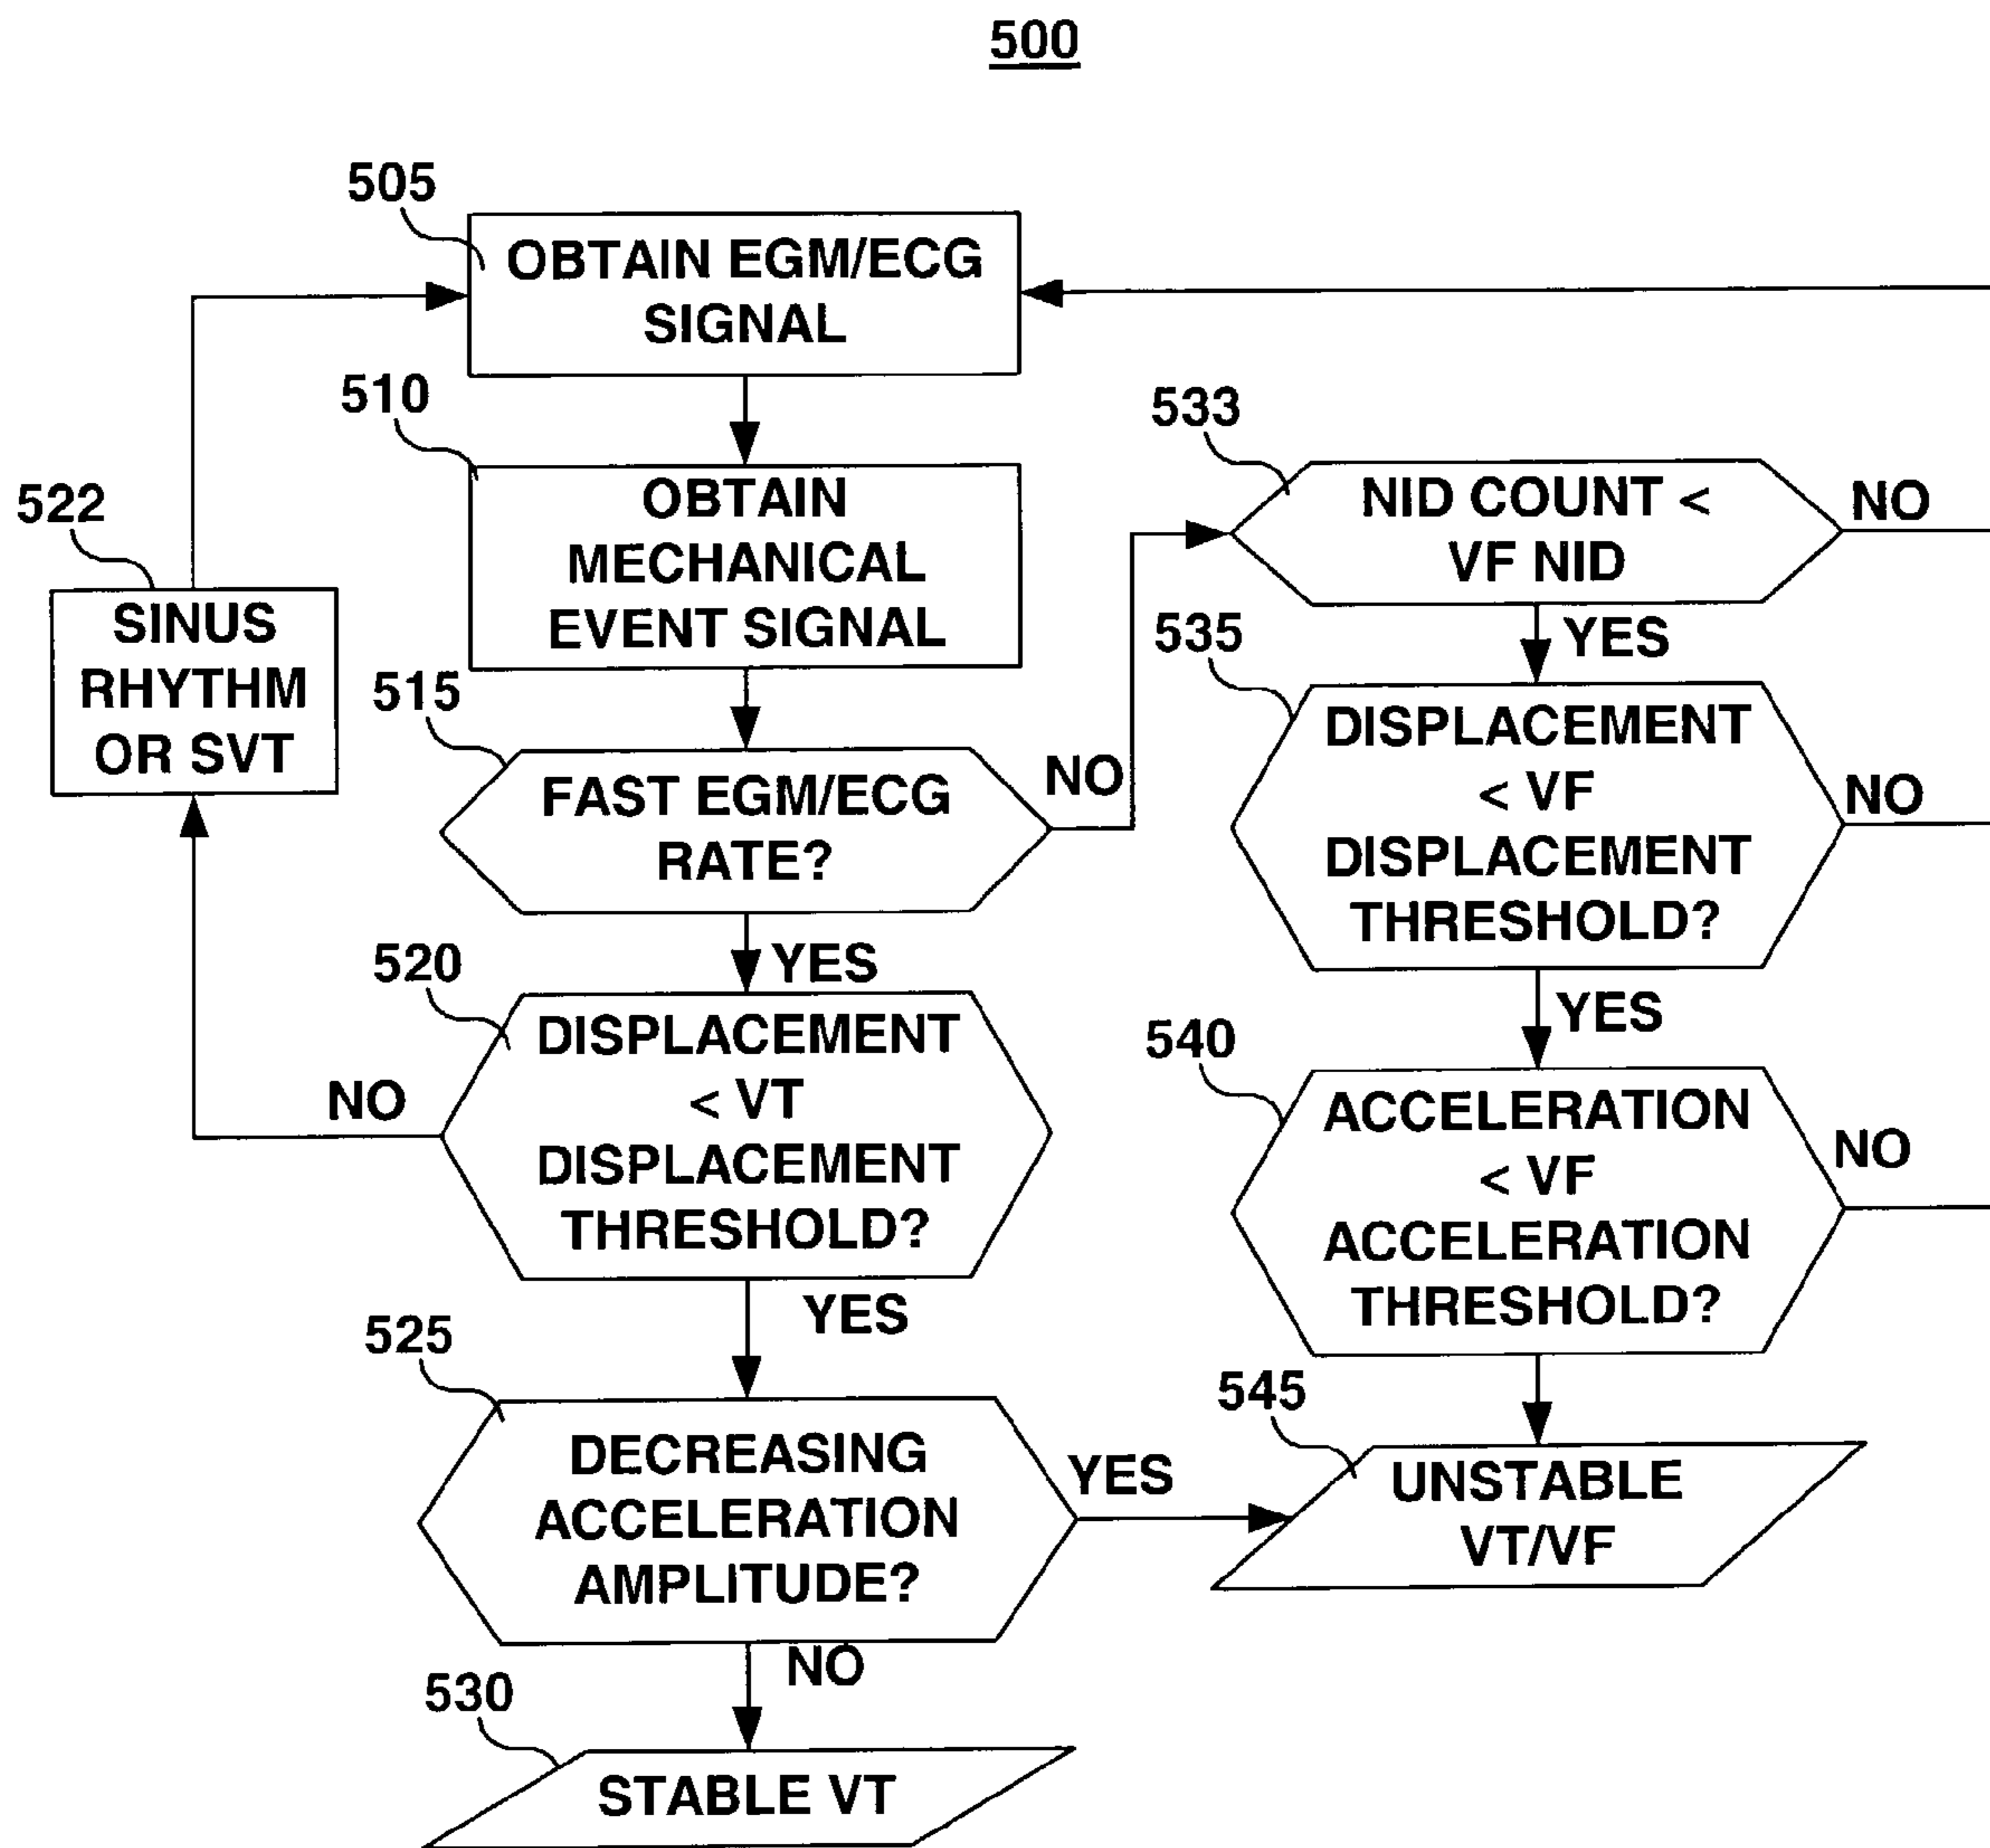 500
505
OBTAIN EGM/ECG
SIGNAL
510
OBTAIN
MECHANICAL
EVENT SIGNAL
522
SINUS
RHYTHM
OR SVT
515
FAST EGM/ECG
RATE?
NO
YES
520
DISPLACEMENT
< VT
DISPLACEMENT
THRESHOLD?
NO
YES
525
DECREASING
ACCELERATION
AMPLITUDE?
YES
NO
530
STABLE VT
533
NID COUNT <
VF NID
NO
YES
535
DISPLACEMENT
< VF
DISPLACEMENT
THRESHOLD?
NO
YES
540
ACCELERATION
< VF
ACCELERATION
THRESHOLD?
NO
545
UNSTABLE
VT/VF